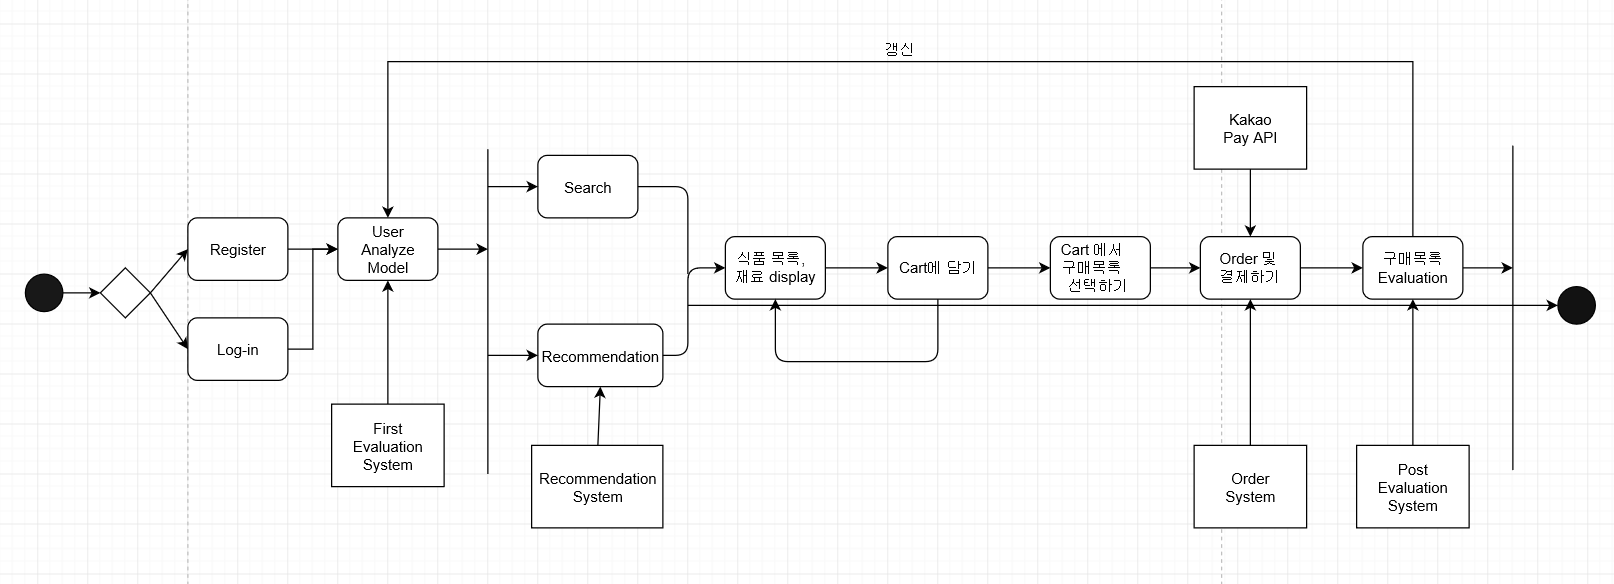 갱신
Kakao
Pay API
Search
Register
User
Analyze
Model
식품 목록,
재료 display
Cart에 담기
Cart 에서
구매목록
선택하기
Order 및
결제하기
구매목록
Evaluation
Log-in
Recommendation
First
Evaluation
System
Recommendation
System
Order
System
Post
Evaluation
System